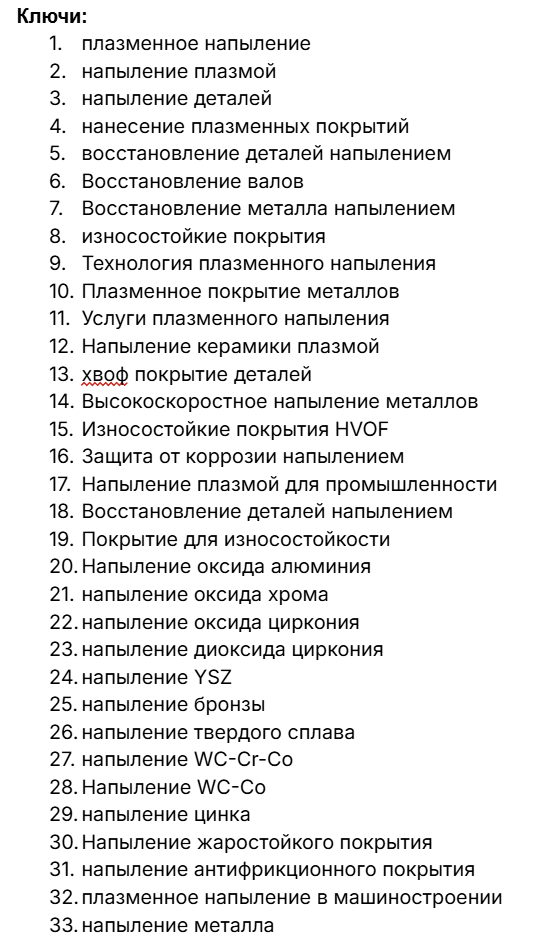 Ключи:
1. плазменное напыление
2. напыление плазмой
3. напыление деталей
4. нанесение плазменных покрытий
5. восстановление деталей напылением
6. Восстановление валов
7. Восстановление металла напылением
8. износостойкие покрытия
9. Технология плазменного напыления
10. Плазменное покрытие металлов
11. Услуги плазменного напыления
12. Напыление керамики плазмой
13. хвоф покрытие деталей
14. Высокоскоростное напыление металлов
15. Износостойкие покрытия HVOF
16. Защита от коррозии напылением
17. Напыление плазмой для промышленности
18. Восстановление деталей напылением
19. Покрытие для износостойкости
20. Напыление оксида алюминия
21. напыление оксида хрома
22. напыление оксида циркония
23. напыление диоксида циркония
24. напыление YSZ
25. напыление бронзы
26. напыление твердого сплава
27. напыление WC-Cr-Co
28. Напыление WC-Co
29. напыление цинка
30. Напыление жаростойкого покрытия
31. напыление антифрикционного покрытия
32. плазменное напыление в машиностроении
33. напыление металла